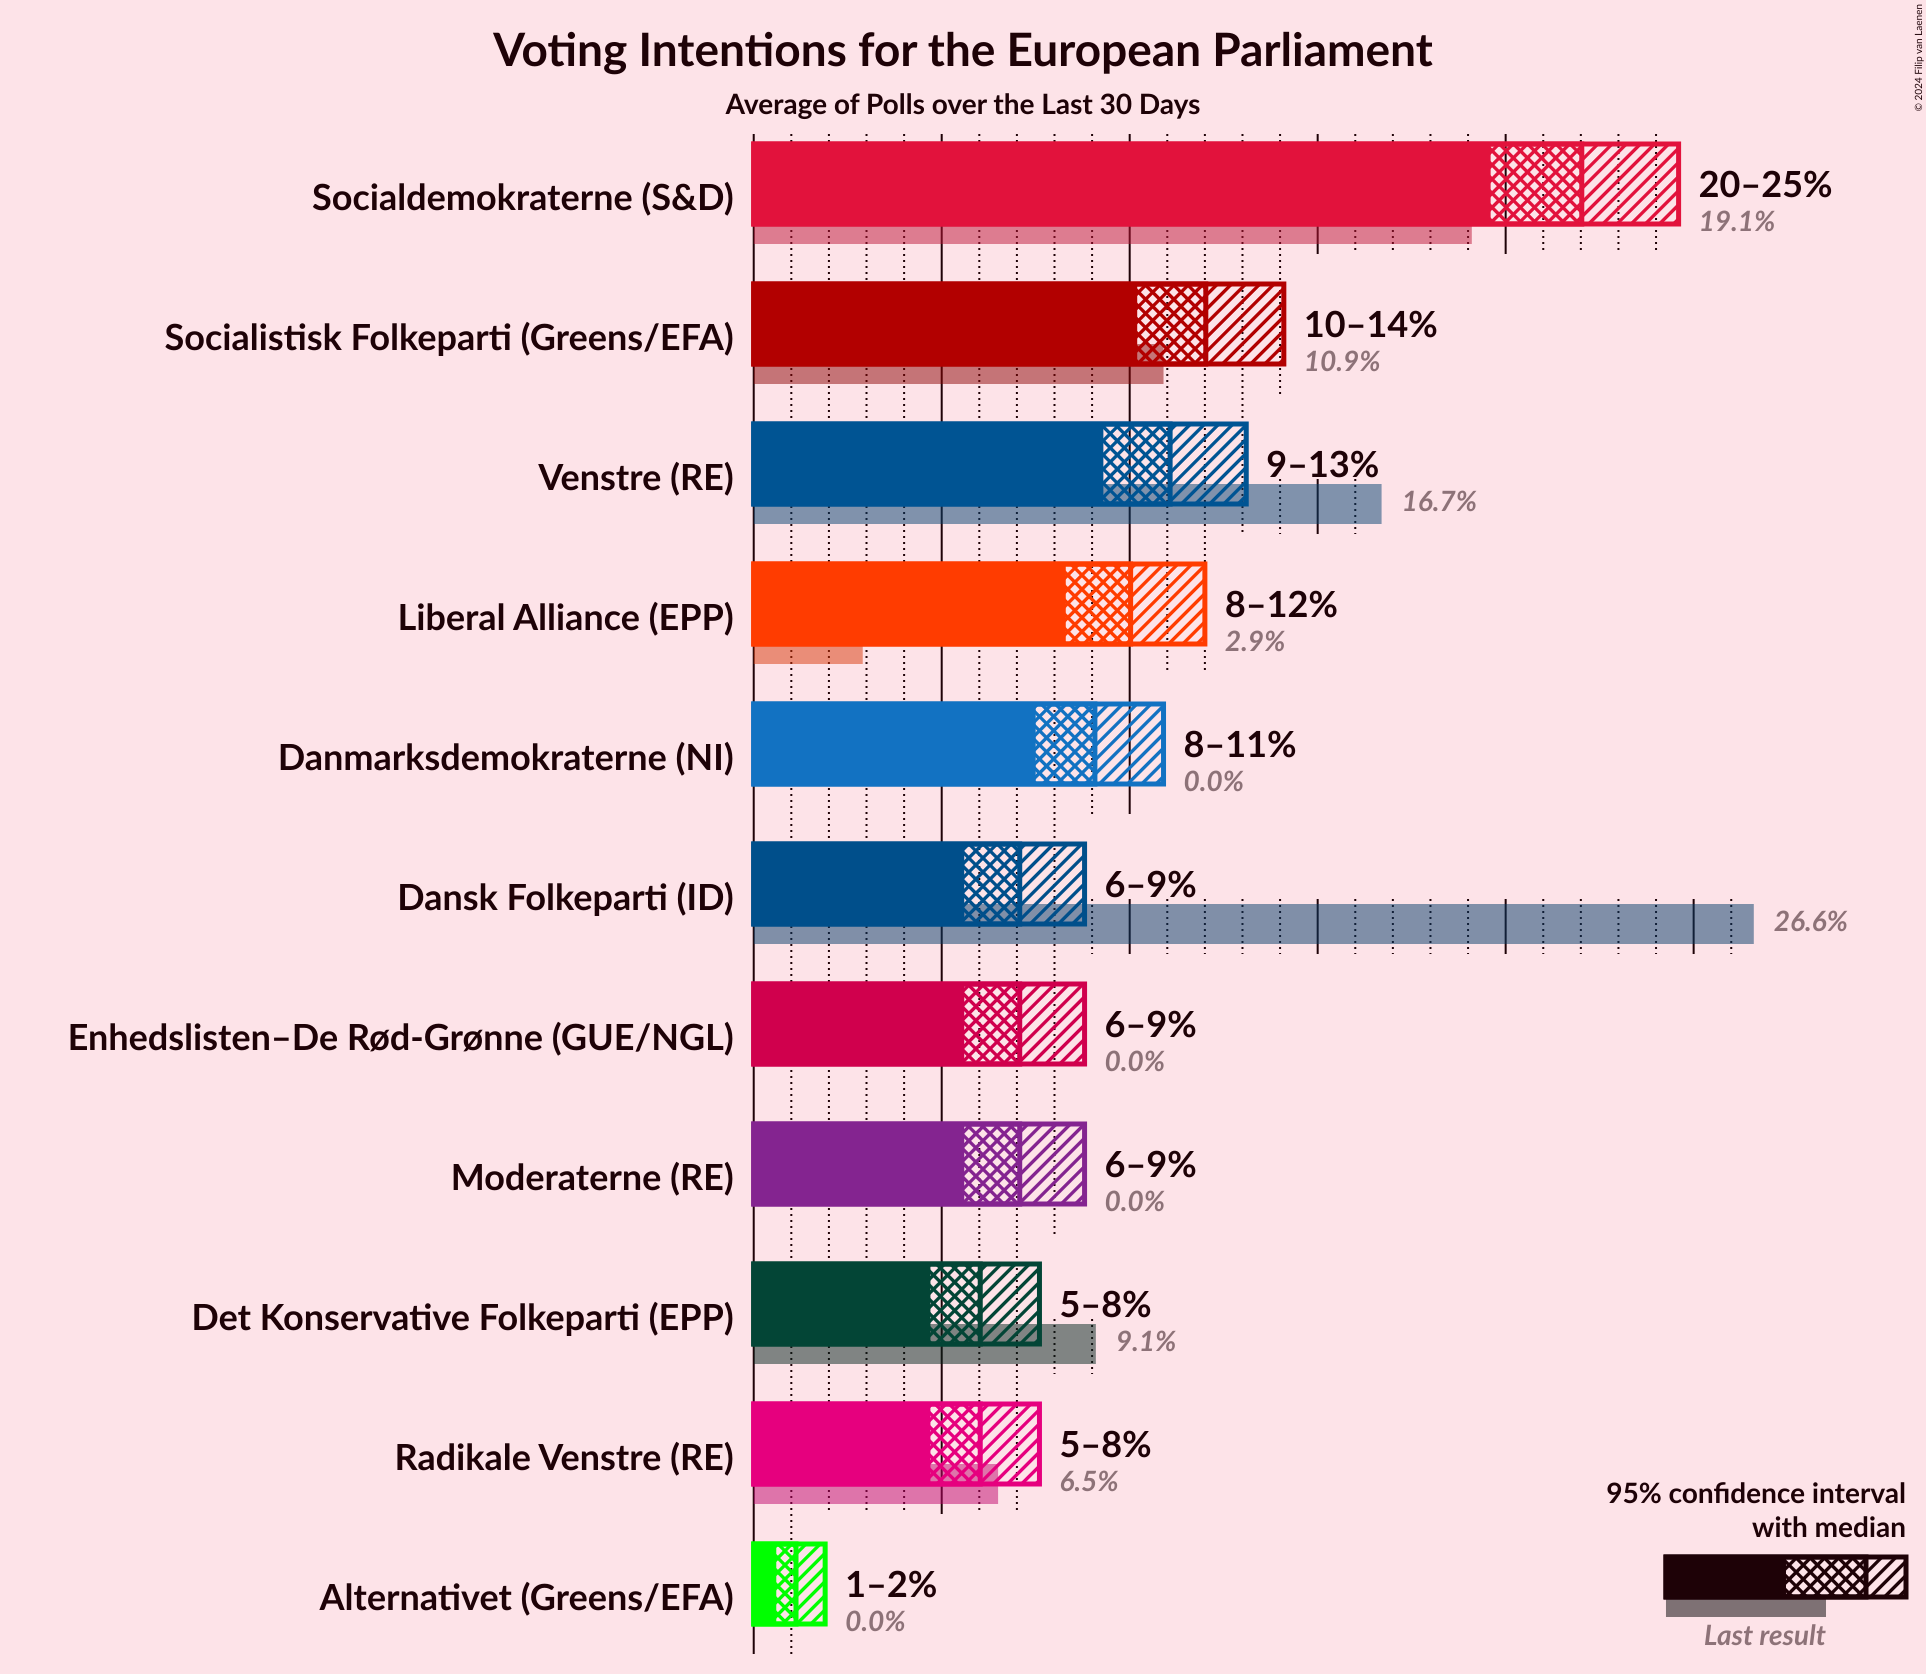 Voting Intentions for the European Parliament
Average of Polls over the Last 30 Days
© 2024 Filip van Laenen
Socialdemokraterne (S&D)
20–25%
19.1%
Socialistisk Folkeparti (Greens/EFA)
10–14%
10.9%
Venstre (RE)
9–13%
16.7%
Liberal Alliance (EPP)
8–12%
2.9%
Danmarksdemokraterne (NI)
8–11%
0.0%
Dansk Folkeparti (ID)
6–9%
26.6%
Enhedslisten–De Rød-Grønne (GUE/NGL)
6–9%
0.0%
Moderaterne (RE)
6–9%
0.0%
Det Konservative Folkeparti (EPP)
5–8%
9.1%
Radikale Venstre (RE)
5–8%
6.5%
Alternativet (Greens/EFA)
1–2%
0.0%
95% confidence interval
with median
Last result